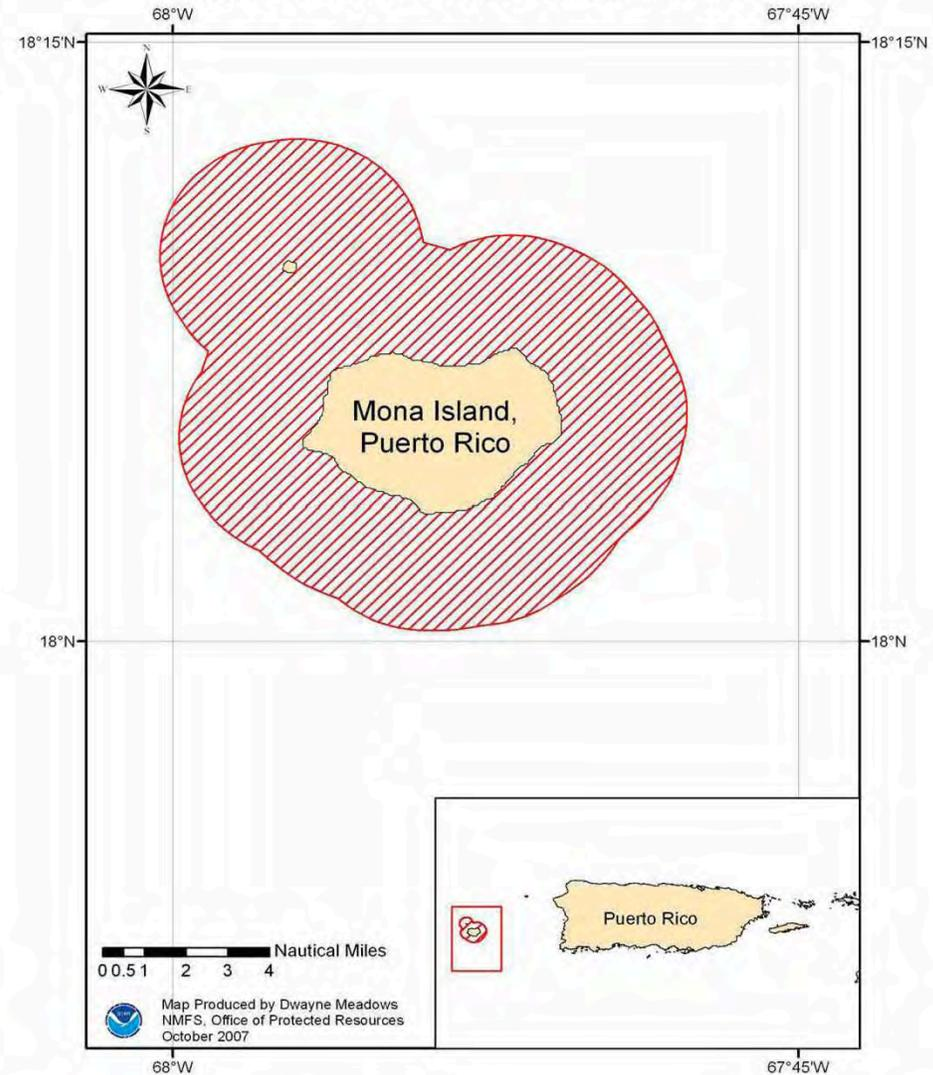 68°W 67°45'W
18°15'N 18°15'N
N
W E
S
Mona Island,
Puerto Rico
18°N 18°N
Puerto Rico
Nautical Miles
0 0.5 1 2 3 4
Map Produced by Dwayne Meadows
NMFS, Office of Protected Resources
October 2007
68°W 67°45'W